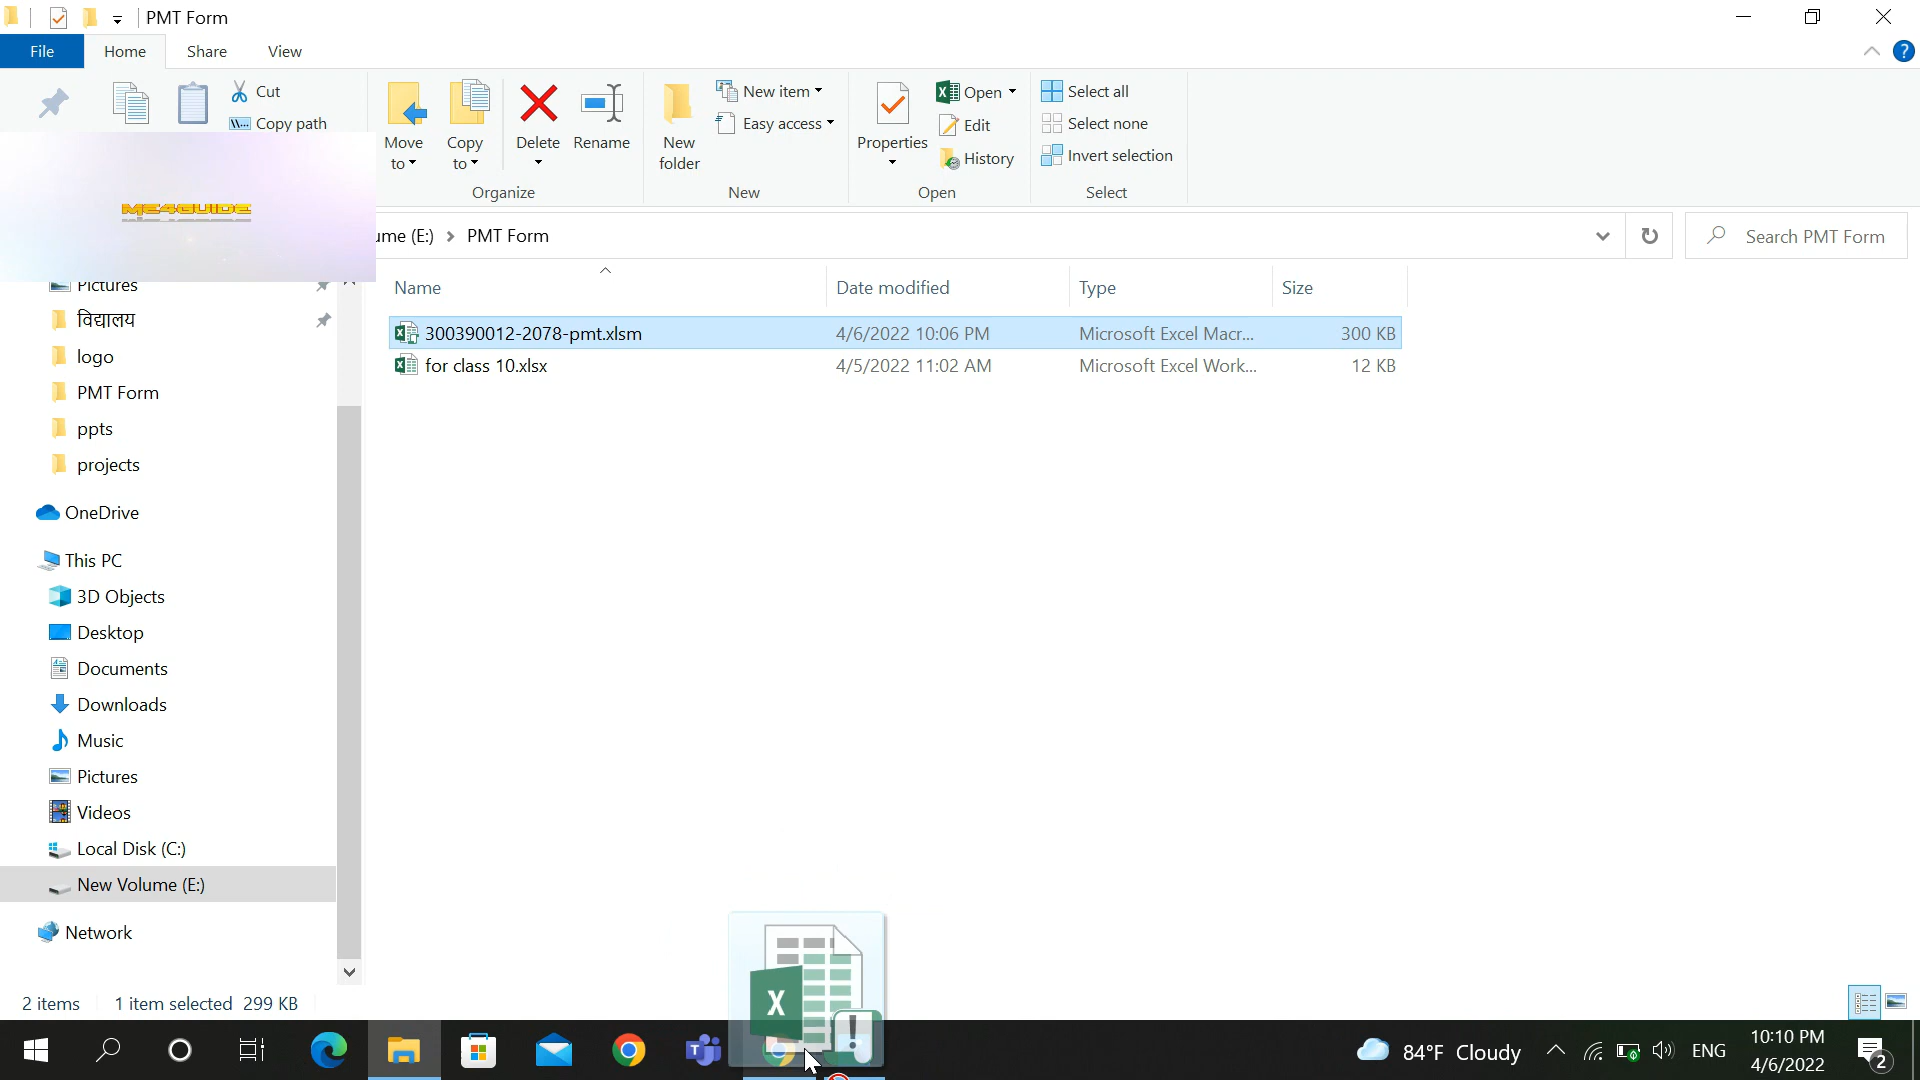 PMT Form
File Home Share View
Cut
Copy path
Move to
Copy to
Delete
Rename
New folder
New item
Easy access
Properties
Open
Edit
History
Select all
Select none
Invert selection
Organize New Open Select
ME4GUIDE
ume (E:) > PMT Form
Search PMT Form
Name Date modified Type Size
300390012-2078-pmt.xlsm 4/6/2022 10:06 PM Microsoft Excel Macr... 300 KB
for class 10.xlsx 4/5/2022 11:02 AM Microsoft Excel Work... 12 KB
Pictures
विद्यालय
logo
PMT Form
ppts
projects
OneDrive
This PC
3D Objects
Desktop
Documents
Downloads
Music
Pictures
Videos
Local Disk (C:)
New Volume (E:)
Network
2 items 1 item selected 299 KB
84°F Cloudy
ENG
10:10 PM
4/6/2022
2